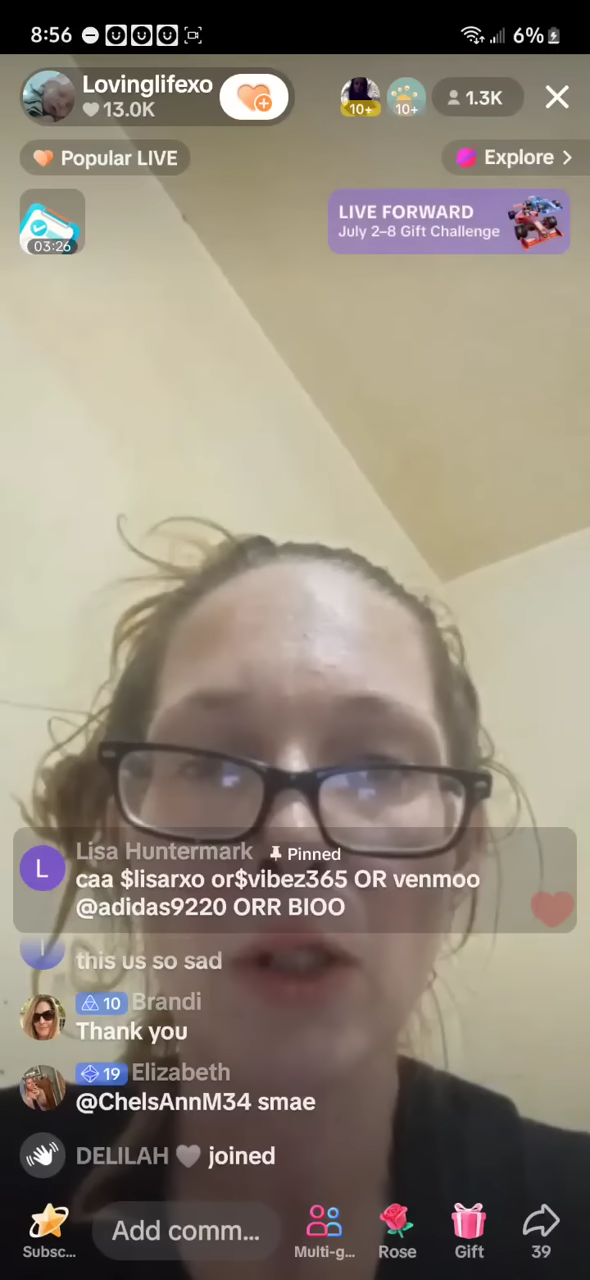 8:56
6%
Lovinglifexo
13.0K
10+
10+
1.3K
Popular LIVE
Explore >
03:26
LIVE FORWARD
July 2–8 Gift Challenge
L
Lisa Huntermark Pinned
caa $lisarxo or$vibez365 OR venmoo
@adidas9220 ORR BIOO
this us so sad
10 Brandi
Thank you
19 Elizabeth
@ChelsAnnM34 smae
DELILAH 🩶 joined
Add comm...
Subsc...
Multi-g...
Rose
Gift
39